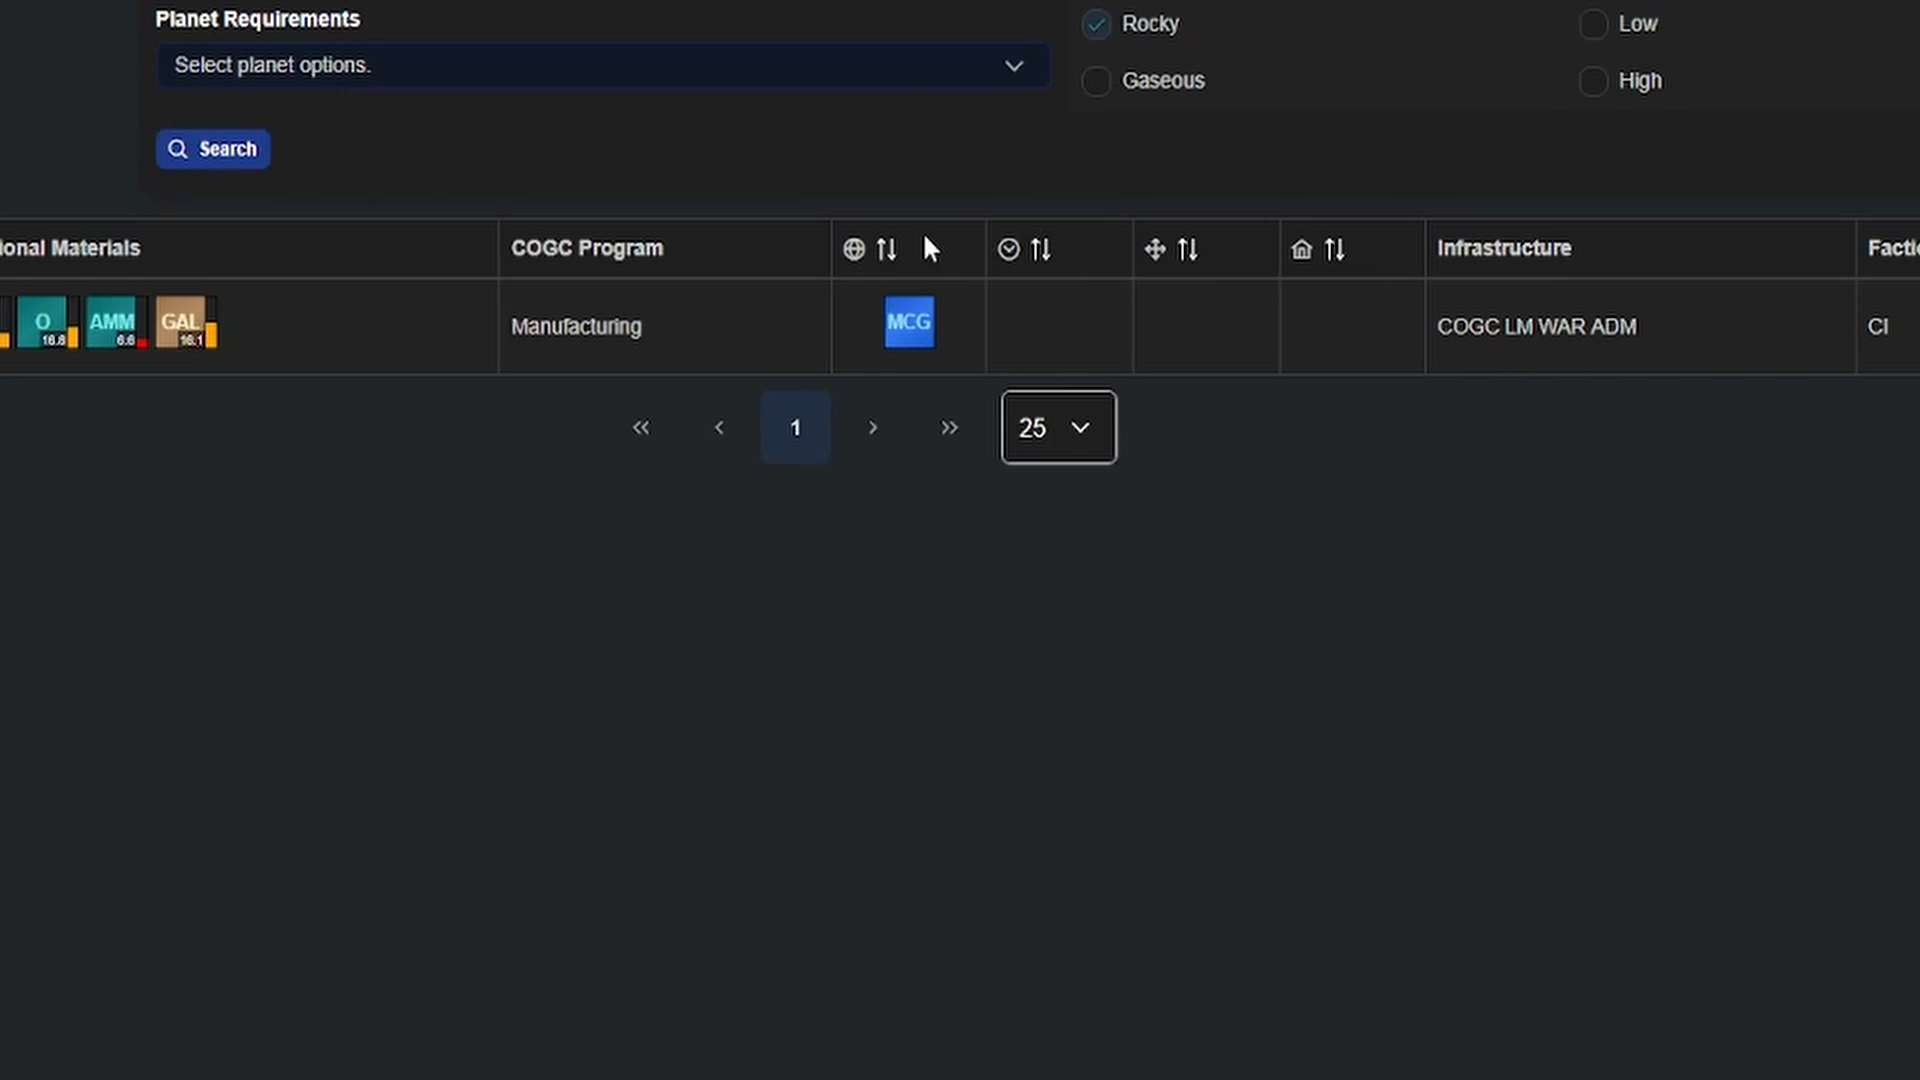 Planet Requirements
Select planet options.
Rocky
Low
Gaseous
High
Search
ional Materials
COGC Program
Infrastructure
Facti
O
16.8
AMM
6.6
GAL
16.1
Manufacturing
MCG
COGC LM WAR ADM
CI
1
25